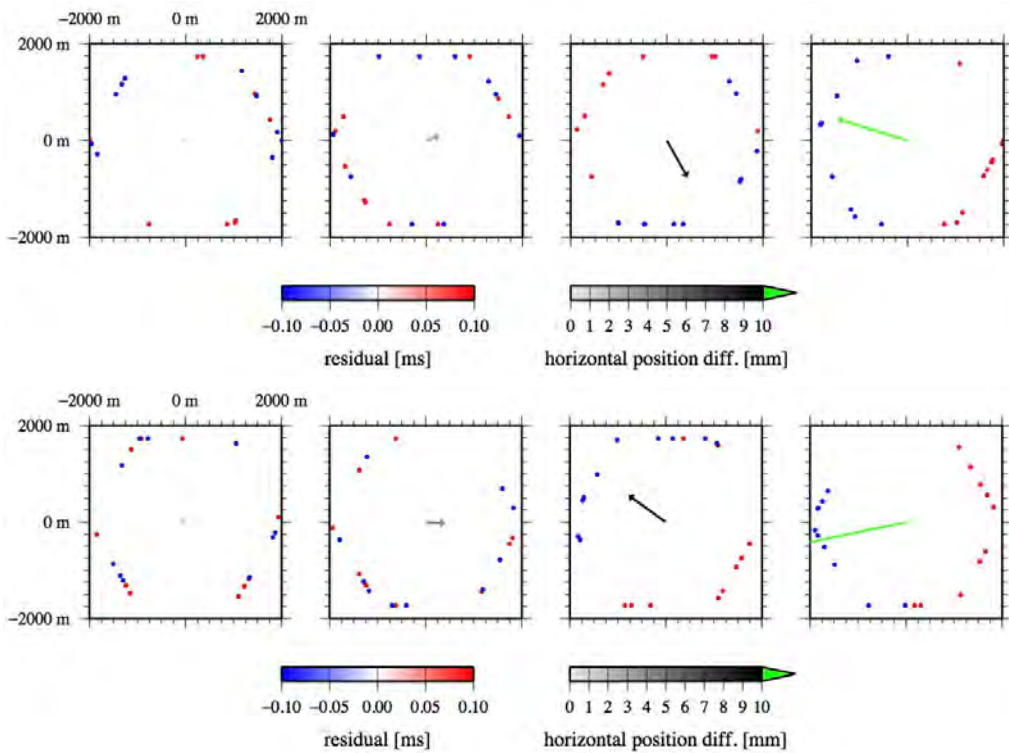 −2000 m 0 m 2000 m
2000 m
0 m
−2000 m
−0.10 −0.05 0.00 0.05 0.10
residual [ms]
0 1 2 3 4 5 6 7 8 9 10
horizontal position diff. [mm]
−2000 m 0 m 2000 m
2000 m
0 m
−2000 m
−0.10 −0.05 0.00 0.05 0.10
residual [ms]
0 1 2 3 4 5 6 7 8 9 10
horizontal position diff. [mm]